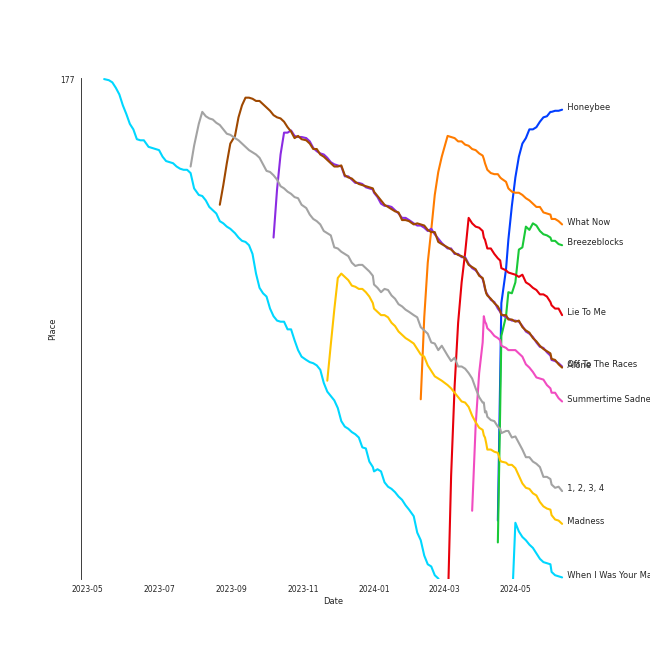 177
Place
Honeybee
What Now
Breezeblocks
Lie To Me
Off To The Races
Summertime Sadne
1, 2, 3, 4
Madness
When I Was Your Ma
2023-05
2023-07
2023-09
2023-11
2024-01
2024-03
2024-05
Date